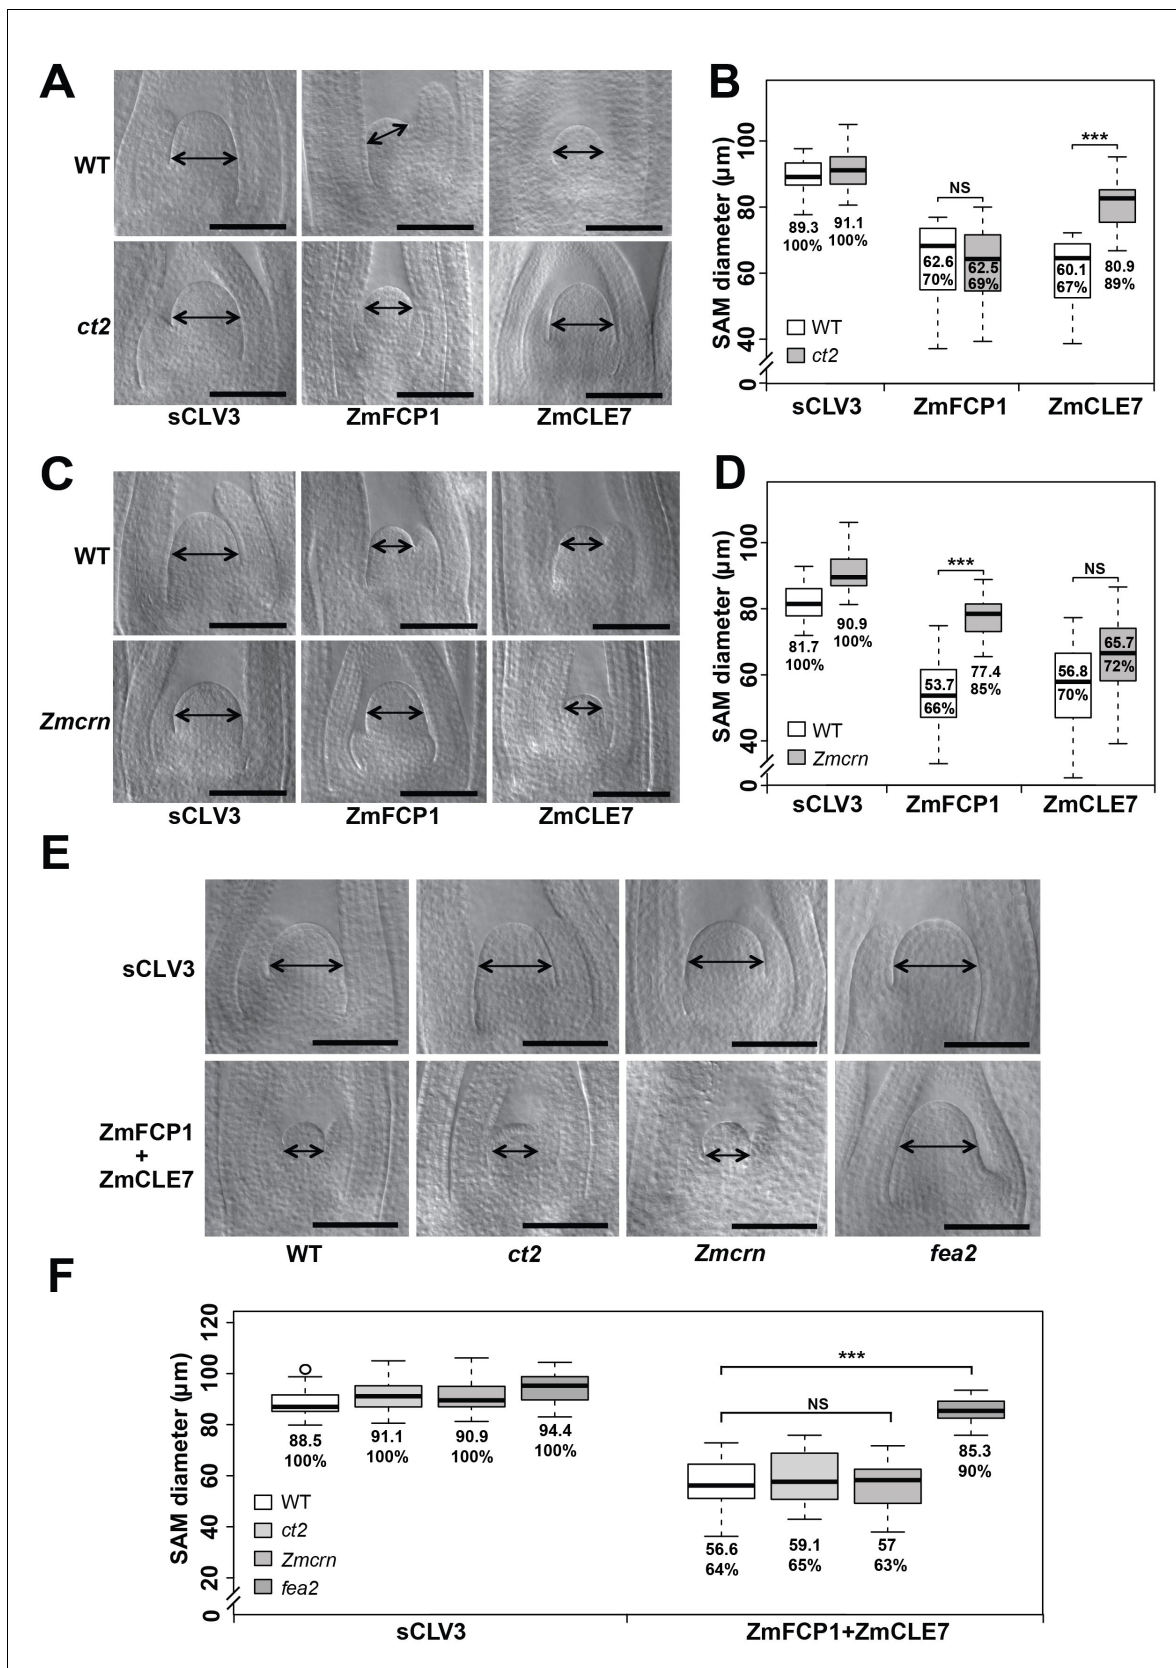 A
WT
ct2
sCLV3 ZmFCP1 ZmCLE7
B
SAM diameter (µm)
100
80
60
40
0
89.3
100%
91.1
100%
NS
62.6
70%
62.5
69%
***
60.1
67%
80.9
89%
WT
ct2
sCLV3 ZmFCP1 ZmCLE7
C
WT
Zmcrn
sCLV3 ZmFCP1 ZmCLE7
D
SAM diameter (µm)
100
80
60
40
0
81.7
100%
90.9
100%
***
53.7
66%
77.4
85%
NS
56.8
70%
65.7
72%
WT
Zmcrn
sCLV3 ZmFCP1 ZmCLE7
E
sCLV3
ZmFCP1
+
ZmCLE7
WT ct2 Zmcrn fea2
F
SAM diameter (µm)
120
100
80
60
40
20
0
88.5
100%
91.1
100%
90.9
100%
94.4
100%
***
NS
56.6
64%
59.1
65%
57
63%
85.3
90%
WT
ct2
Zmcrn
fea2
sCLV3 ZmFCP1+ZmCLE7